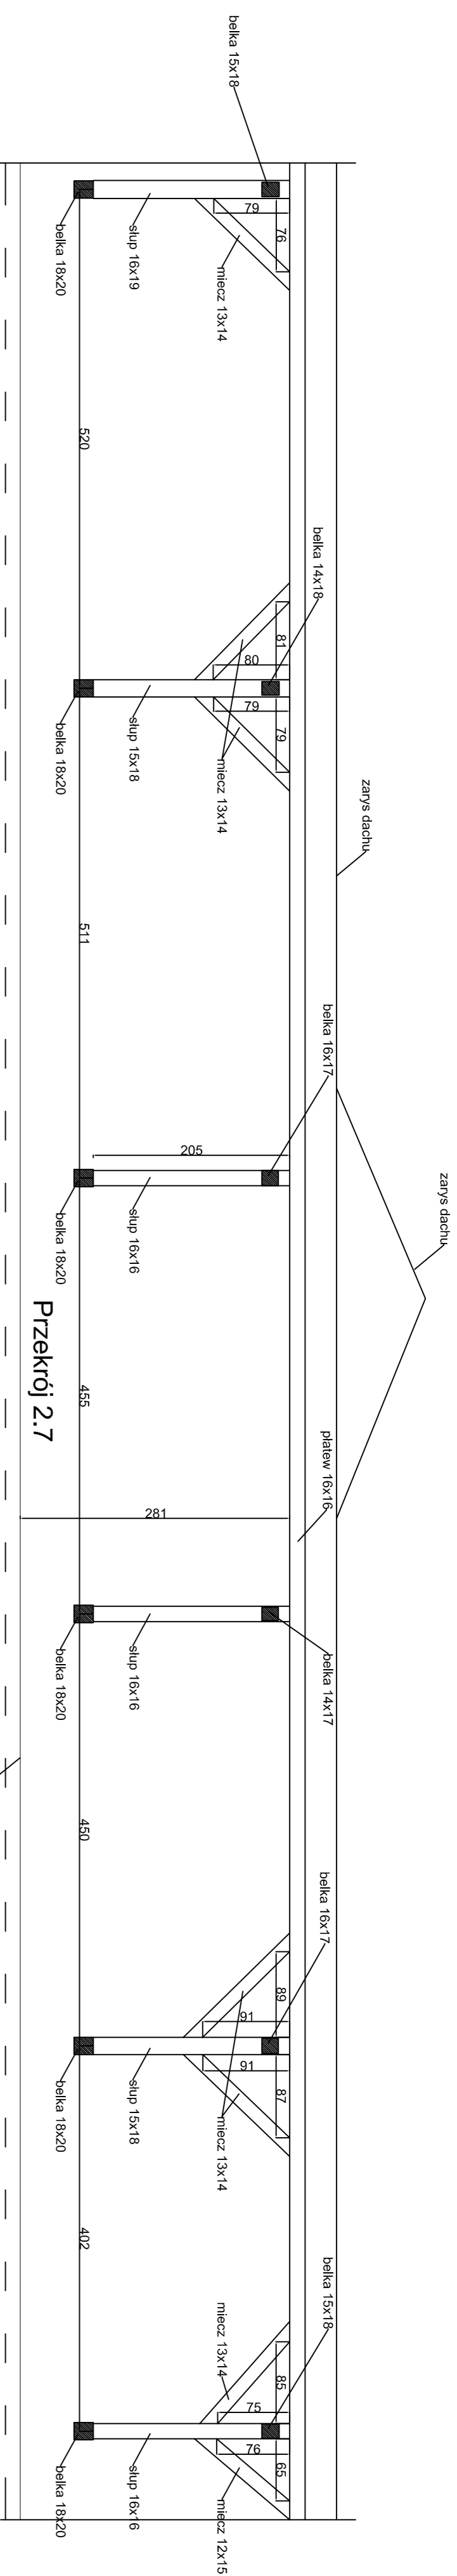 belka 15x18
belka 18x20
słup 16x19
79
76
miecz 13x14
520
belka 14x18
81
80
79
79
belka 18x20
słup 15x18
miecz 13x14
zarys dachu
511
belka 16x17
zarys dachu
205
belka 18x20
słup 16x16
Przekrój 2.7
455
płatew 16x16
281
belka 18x20
słup 16x16
belka 14x17
450
belka 16x17
89
91
91
87
belka 18x20
słup 15x18
miecz 13x14
402
belka 15x18
miecz 13x14
85
75
76
65
belka 18x20
słup 16x16
miecz 12x15